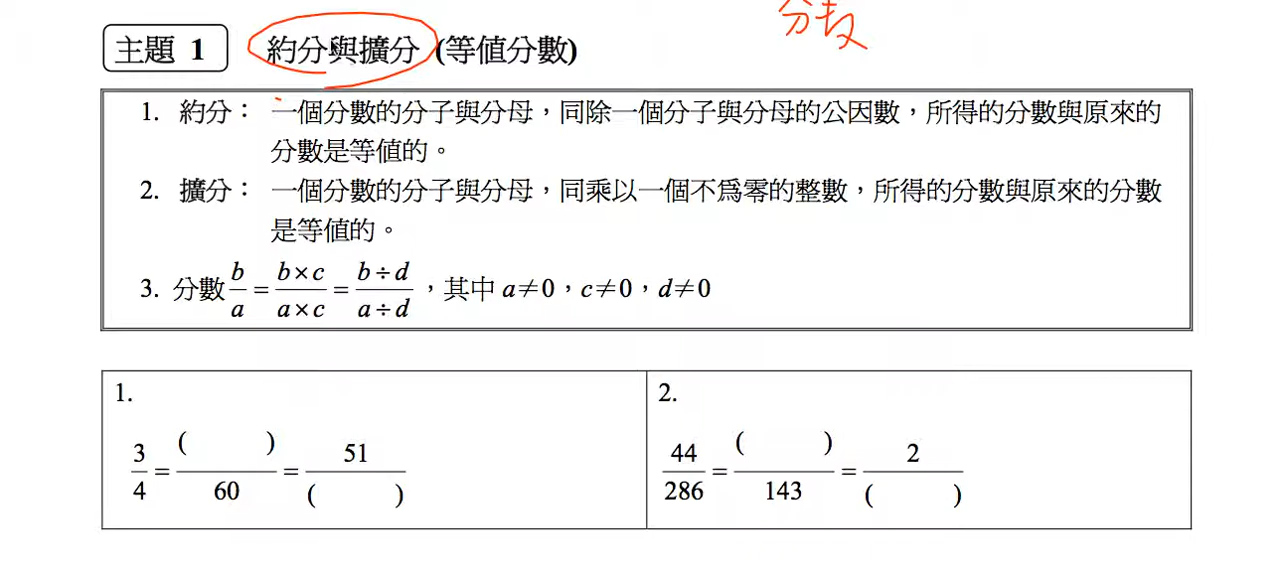 分数
主題 1 約分與擴分 (等值分數)
1. 約分： 一個分數的分子與分母，同除一個分子與分母的公因數，所得的分數與原來的
分數是等值的。
2. 擴分： 一個分數的分子與分母，同乘以一個不為零的整數，所得的分數與原來的分數
是等值的。
3. 分數 b/a = b×c/a×c = b÷d/a÷d ，其中 a≠0，c≠0，d≠0
1.
3/4 = ( )/60 = 51/( )
2.
44/286 = ( )/143 = 2/( )